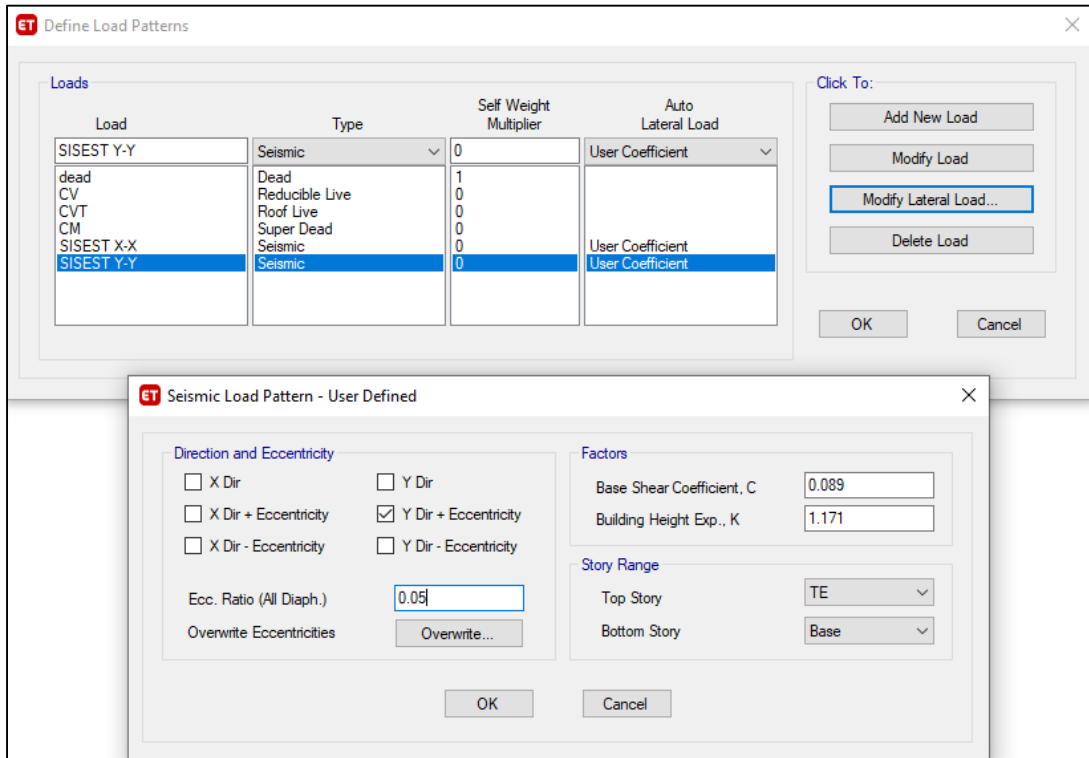 ET Define Load Patterns
Loads
Click To:
Load Type Self Weight Multiplier Auto Lateral Load
SISEST Y-Y Seismic 0 User Coefficient
dead Dead 1
CV Reducible Live 0
CVT Roof Live 0
CM Super Dead 0
SISEST X-X Seismic 0 User Coefficient
SISEST Y-Y Seismic 0 User Coefficient
Add New Load
Modify Load
Modify Lateral Load...
Delete Load
OK Cancel
ET Seismic Load Pattern - User Defined
Direction and Eccentricity
X Dir Y Dir
X Dir + Eccentricity Y Dir + Eccentricity
X Dir - Eccentricity Y Dir - Eccentricity
Ecc. Ratio (All Diaph.) 0.05
Overwrite Eccentricities Overwrite...
Factors
Base Shear Coefficient, C 0.089
Building Height Exp., K 1.171
Story Range
Top Story TE
Bottom Story Base
OK Cancel